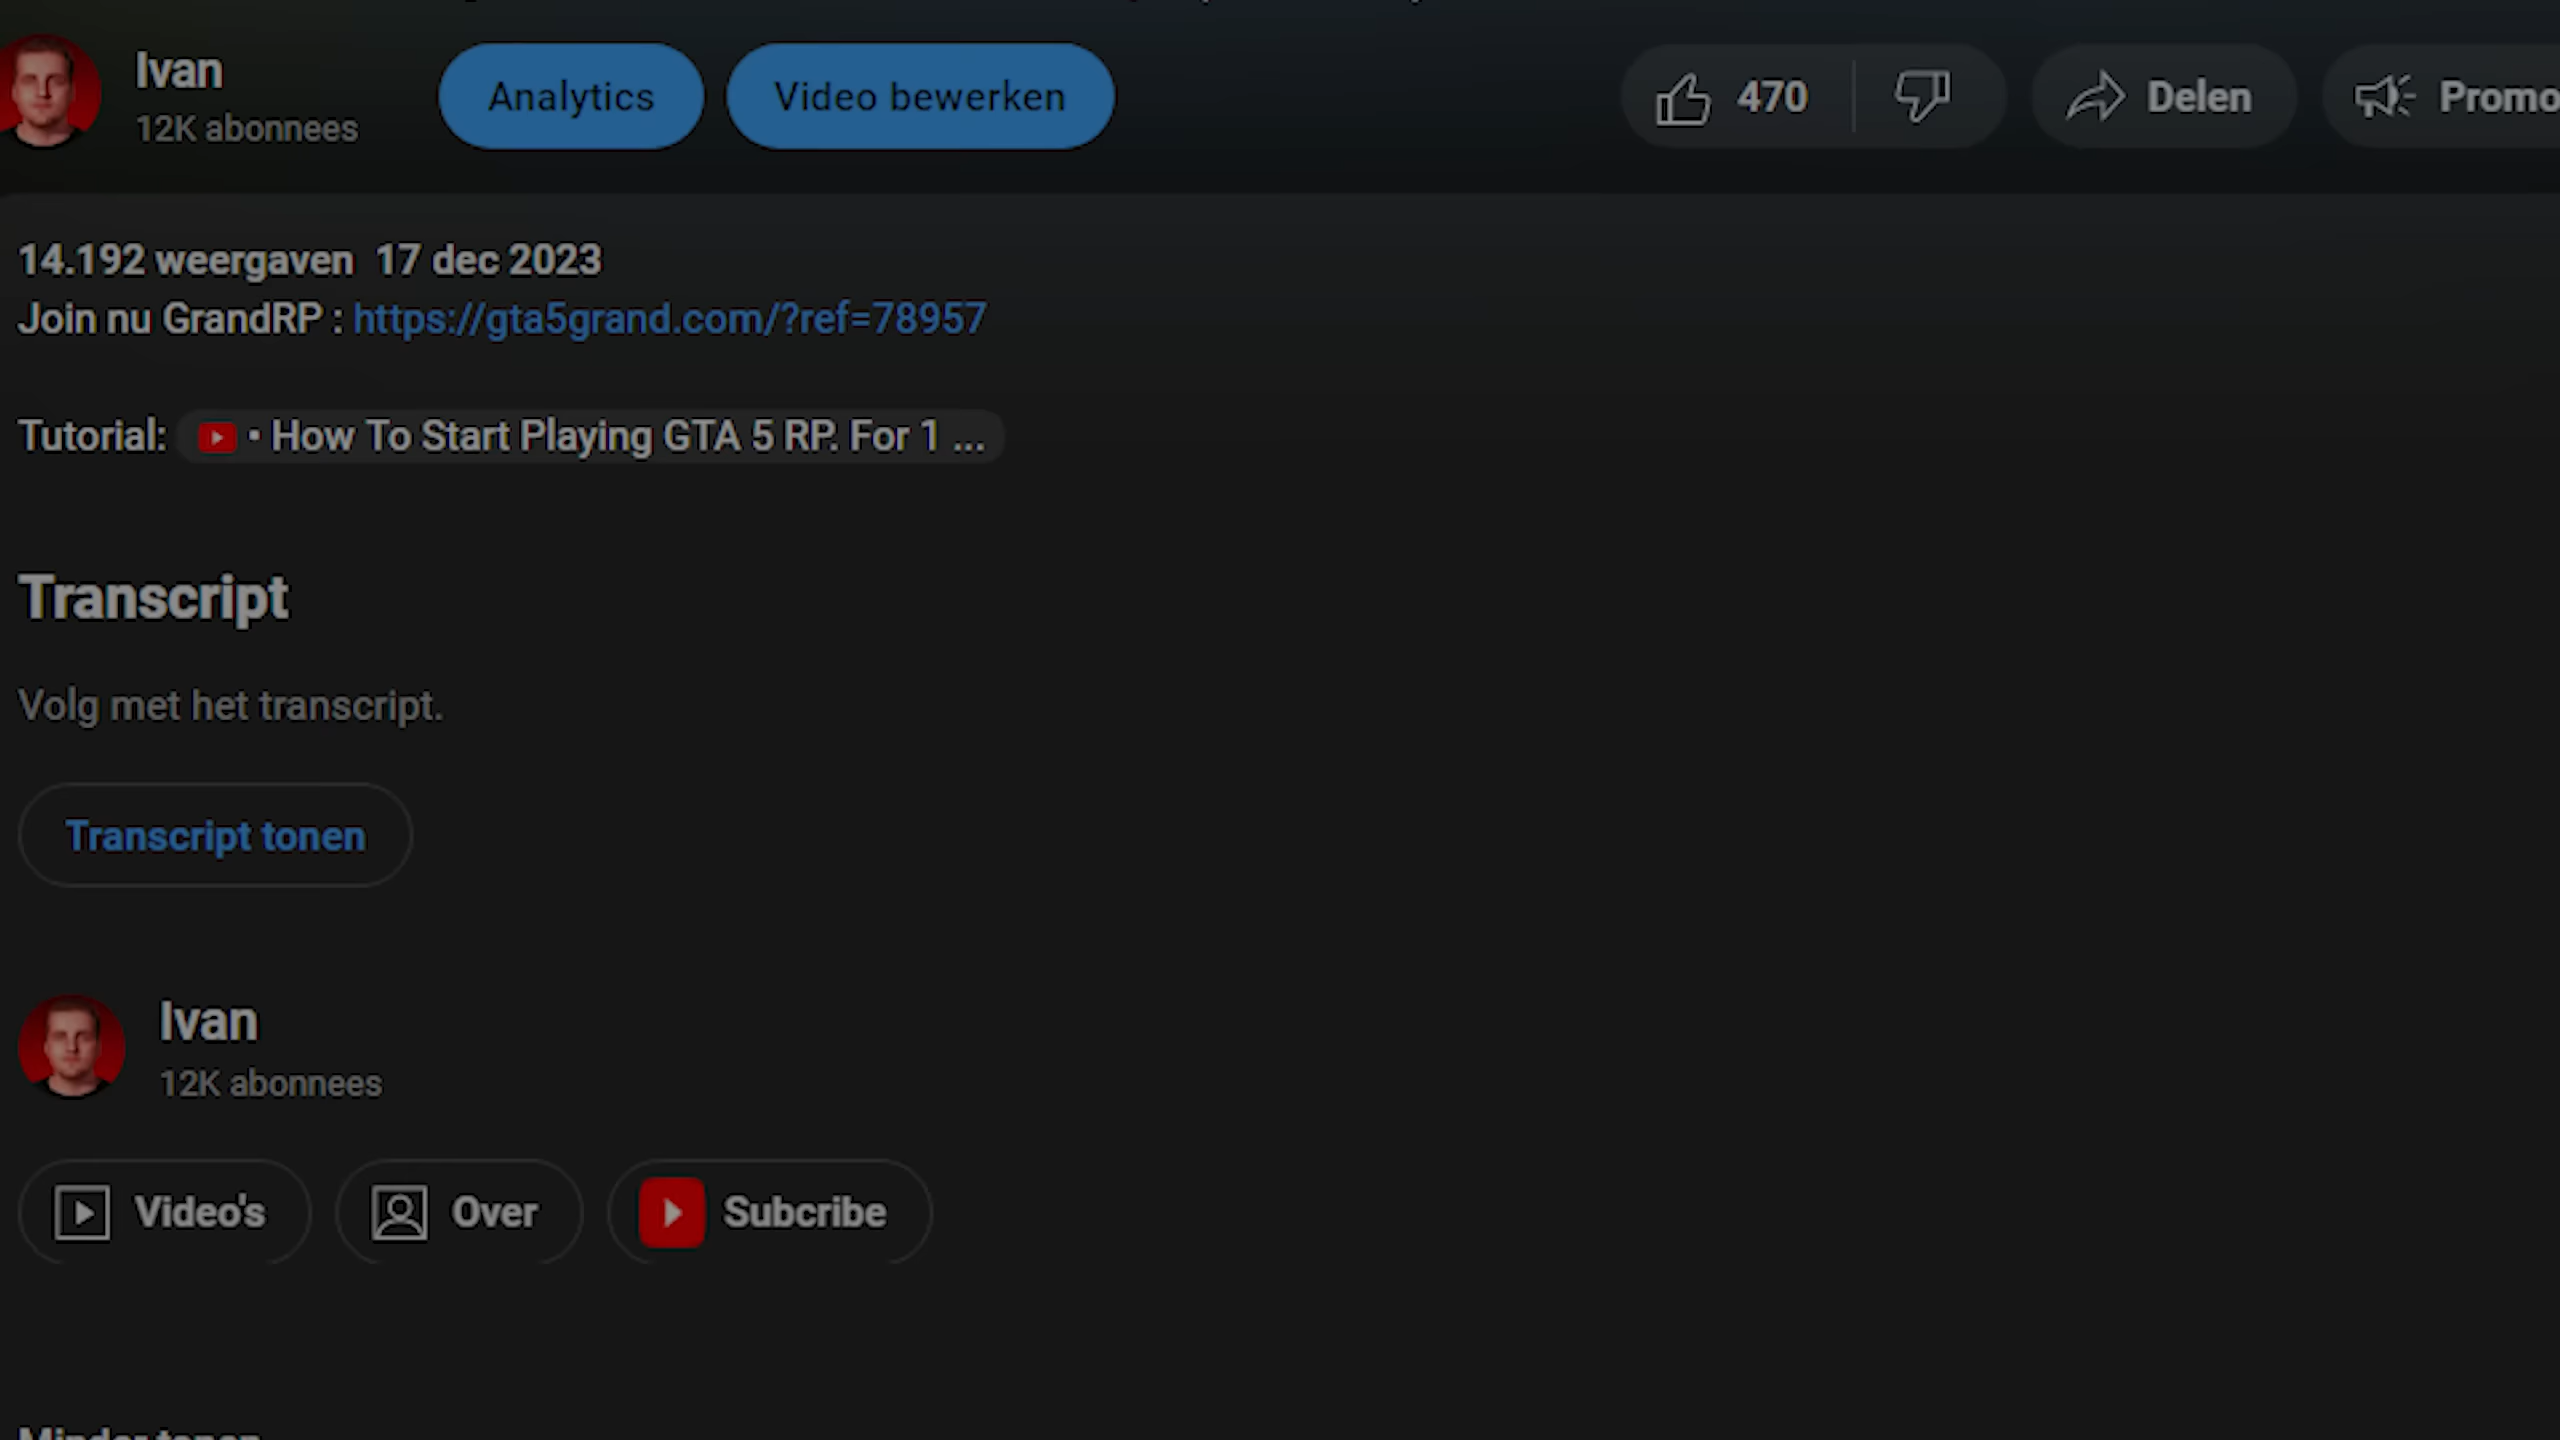 Ivan
12K abonnees
Analytics
Video bewerken
470
Delen
Promo
14.192 weergaven 17 dec 2023
Join nu GrandRP : https://gta5grand.com/?ref=78957
Tutorial: • How To Start Playing GTA 5 RP. For 1 ...
Transcript
Volg met het transcript.
Transcript tonen
Ivan
12K abonnees
Video's
Over
Subcribe
Minder tonen